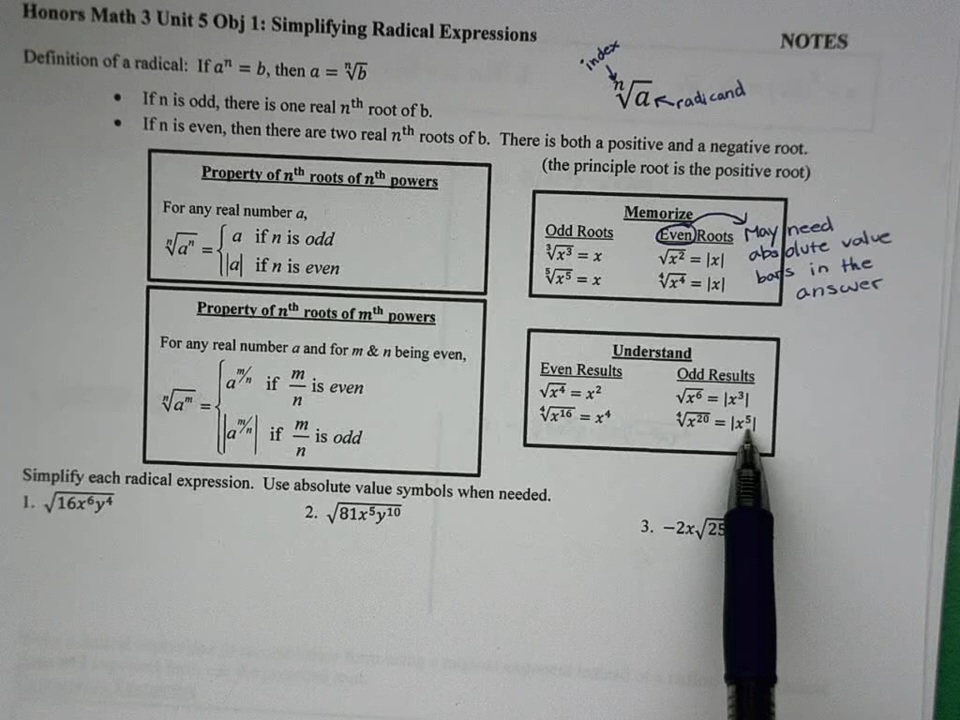 Honors Math 3 Unit 5 Obj 1: Simplifying Radical Expressions
NOTES
index
ⁿ√a ← radicand
Definition of a radical: If aⁿ = b, then a = ⁿ√b
• If n is odd, there is one real nᵗʰ root of b.
• If n is even, then there are two real nᵗʰ roots of b. There is both a positive and a negative root.
(the principle root is the positive root)
Property of nᵗʰ roots of nᵗʰ powers
For any real number a,
ⁿ√aⁿ = { a if n is odd
|a| if n is even
Memorize
Odd Roots Even Roots
³√x³ = x √x² = |x|
⁵√x⁵ = x ⁴√x⁴ = |x|
May need
absolute value
bars in the
answer
Property of nᵗʰ roots of mᵗʰ powers
For any real number a and for m & n being even,
ⁿ√aᵐ = { a^(m/n) if m/n is even
|a^(m/n)| if m/n is odd
Understand
Even Results Odd Results
√x⁴ = x² √x⁶ = |x³|
⁴√x¹⁶ = x⁴ ⁴√x²⁰ = |x⁵|
Simplify each radical expression. Use absolute value symbols when needed.
1. √16x⁶y⁴ 2. √81x⁵y¹⁰ 3. −2x√25